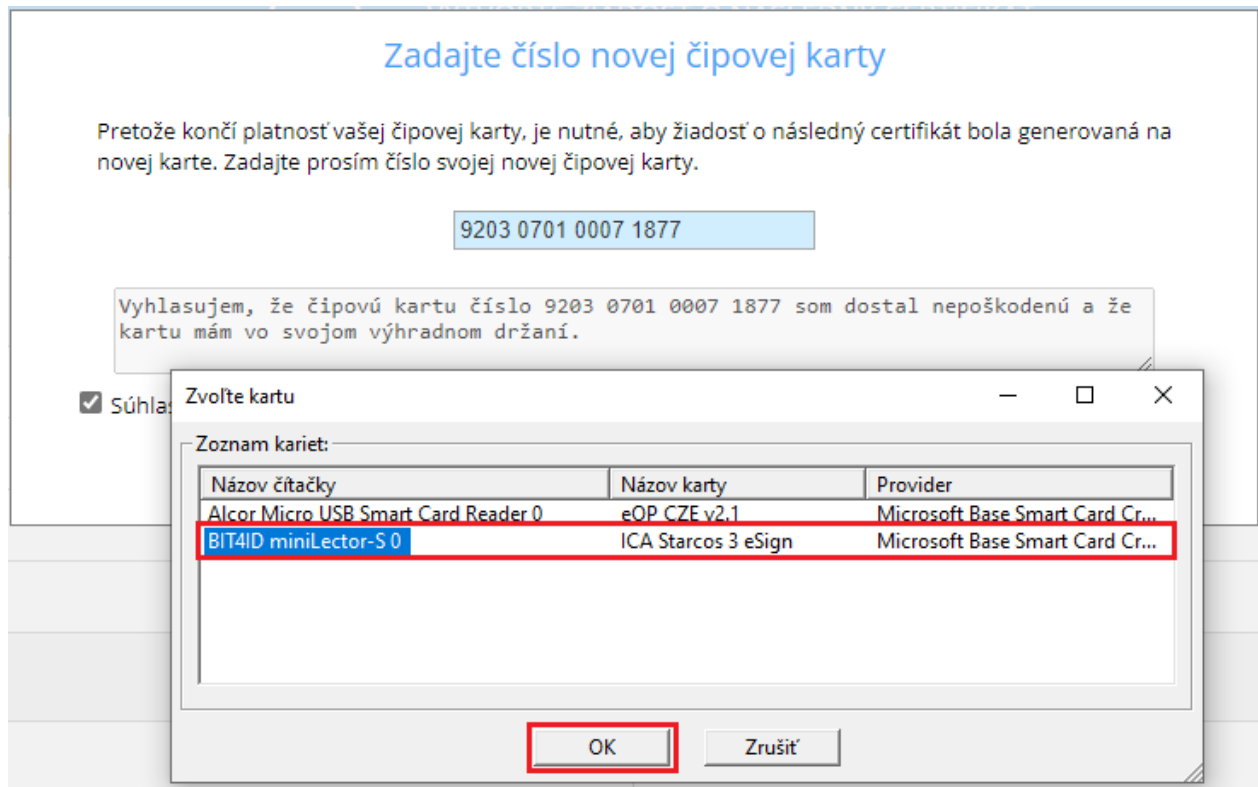 Zadajte číslo novej čipovej karty
Pretože končí platnosť vašej čipovej karty, je nutné, aby žiadosť o následný certifikát bola generovaná na
novej karte. Zadajte prosím číslo svojej novej čipovej karty.
9203 0701 0007 1877
Vyhlasujem, že čipovú kartu číslo 9203 0701 0007 1877 som dostal nepoškodenú a že
kartu mám vo svojom výhradnom držaní.
Súhlas
Zvoľte kartu
Zoznam kariet:
Názov čítačky Názov karty Provider
Alcor Micro USB Smart Card Reader 0 eOP CZE v2.1 Microsoft Base Smart Card Cr...
BIT4ID miniLector-S 0 ICA Starcos 3 eSign Microsoft Base Smart Card Cr...
OK Zrušiť